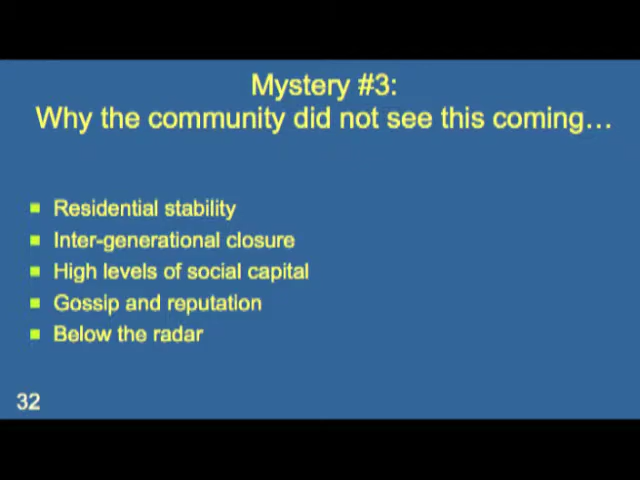 Mystery #3:
Why the community did not see this coming…
Residential stability
Inter-generational closure
High levels of social capital
Gossip and reputation
Below the radar
32